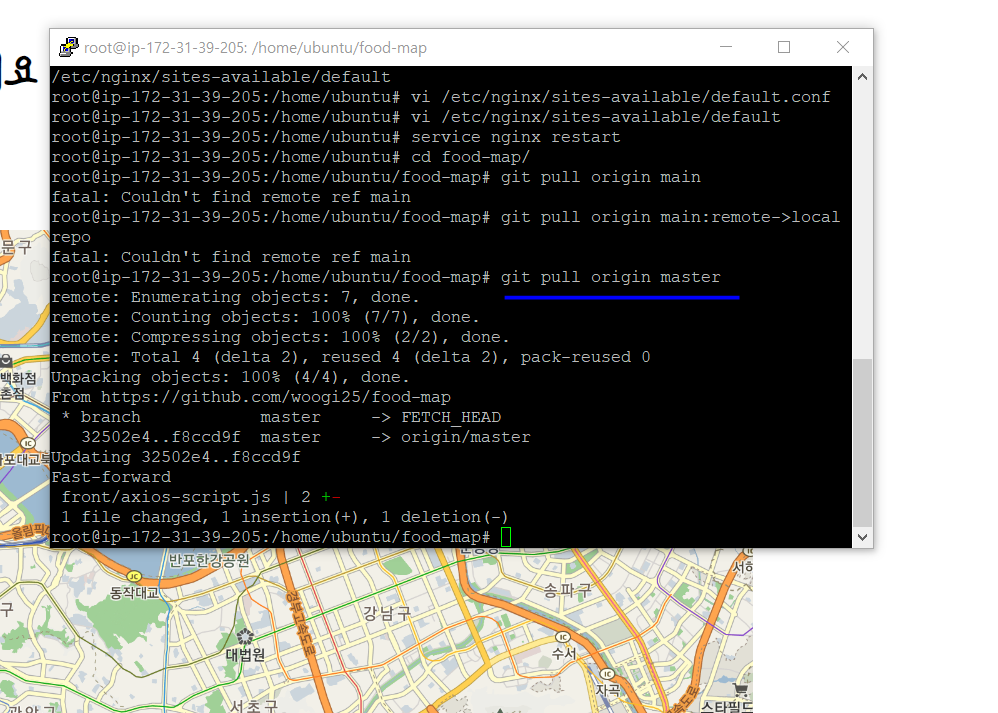 root@ip-172-31-39-205: /home/ubuntu/food-map
요
/etc/nginx/sites-available/default
root@ip-172-31-39-205:/home/ubuntu# vi /etc/nginx/sites-available/default.conf
root@ip-172-31-39-205:/home/ubuntu# vi /etc/nginx/sites-available/default
root@ip-172-31-39-205:/home/ubuntu# service nginx restart
root@ip-172-31-39-205:/home/ubuntu# cd food-map/
root@ip-172-31-39-205:/home/ubuntu/food-map# git pull origin main
fatal: Couldn't find remote ref main
root@ip-172-31-39-205:/home/ubuntu/food-map# git pull origin main:remote->local
repo
fatal: Couldn't find remote ref main
root@ip-172-31-39-205:/home/ubuntu/food-map# git pull origin master
remote: Enumerating objects: 7, done.
remote: Counting objects: 100% (7/7), done.
remote: Compressing objects: 100% (2/2), done.
remote: Total 4 (delta 2), reused 4 (delta 2), pack-reused 0
Unpacking objects: 100% (4/4), done.
From https://github.com/woogi25/food-map
 * branch            master     -> FETCH_HEAD
   32502e4..f8ccd9f  master     -> origin/master
Updating 32502e4..f8ccd9f
Fast-forward
 front/axios-script.js | 2 +-
 1 file changed, 1 insertion(+), 1 deletion(-)
root@ip-172-31-39-205:/home/ubuntu/food-map#
문구
백화점
촌점
IC
올림픽
반포한강공원
JC
동작대교
구
경부고속도로
강남구
송파구
대법원
IC
수서
IC
자곡
서초구
관악구
스타필드